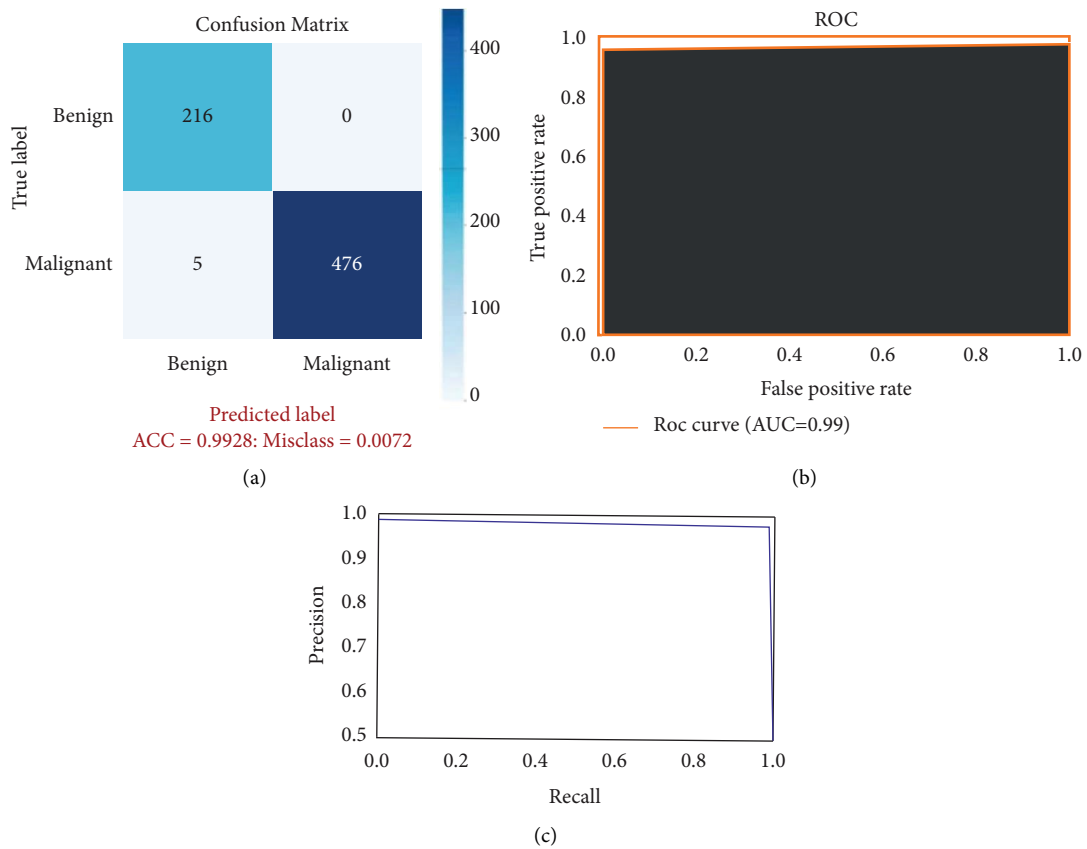 Confusion Matrix
True label
Benign
216
0
Malignant
5
476
Benign
Malignant
400
300
200
100
0
Predicted label
ACC = 0.9928: Misclass = 0.0072
(a)
ROC
True positive rate
1.0
0.8
0.6
0.4
0.2
0.0
0.0 0.2 0.4 0.6 0.8 1.0
False positive rate
Roc curve (AUC=0.99)
(b)
Precision
1.0
0.9
0.8
0.7
0.6
0.5
0.0 0.2 0.4 0.6 0.8 1.0
Recall
(c)